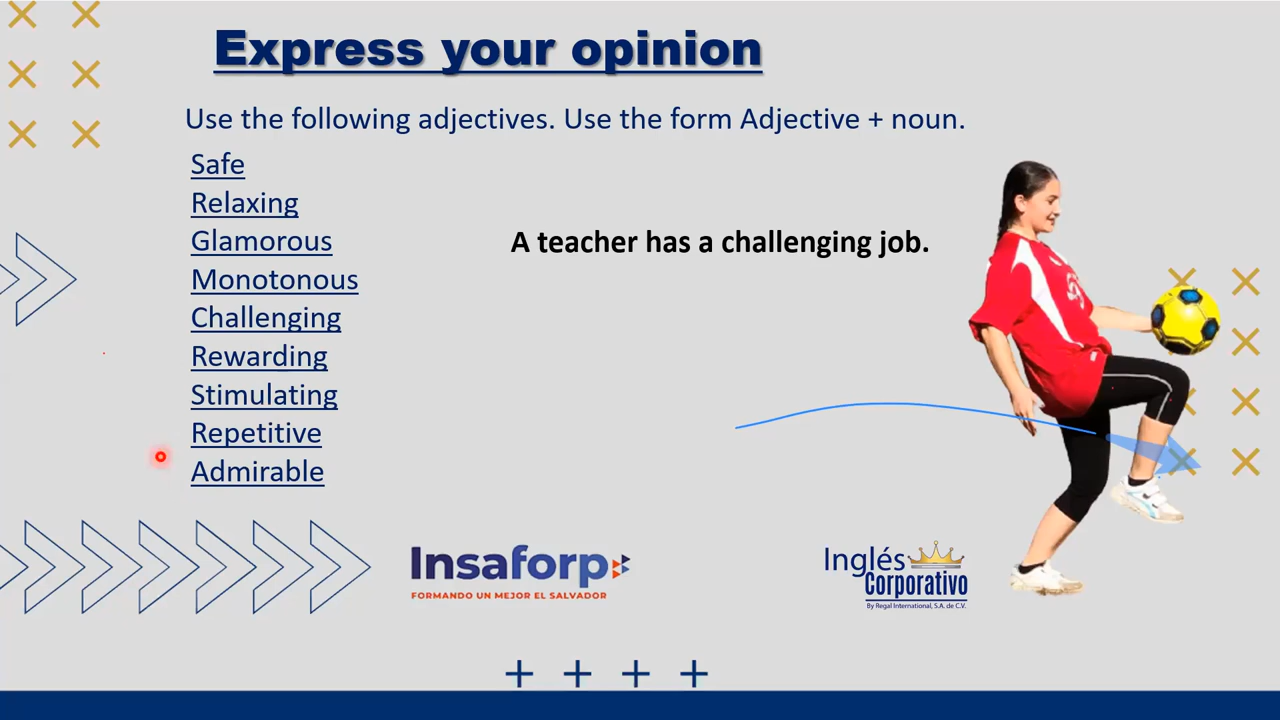 Express your opinion
Use the following adjectives. Use the form Adjective + noun.
Safe
Relaxing
Glamorous
A teacher has a challenging job.
Monotonous
Challenging
Rewarding
Stimulating
Repetitive
Admirable
Insaforp
FORMANDO UN MEJOR EL SALVADOR
Inglés
Corporativo
By Regal International, S.A. de C.V.